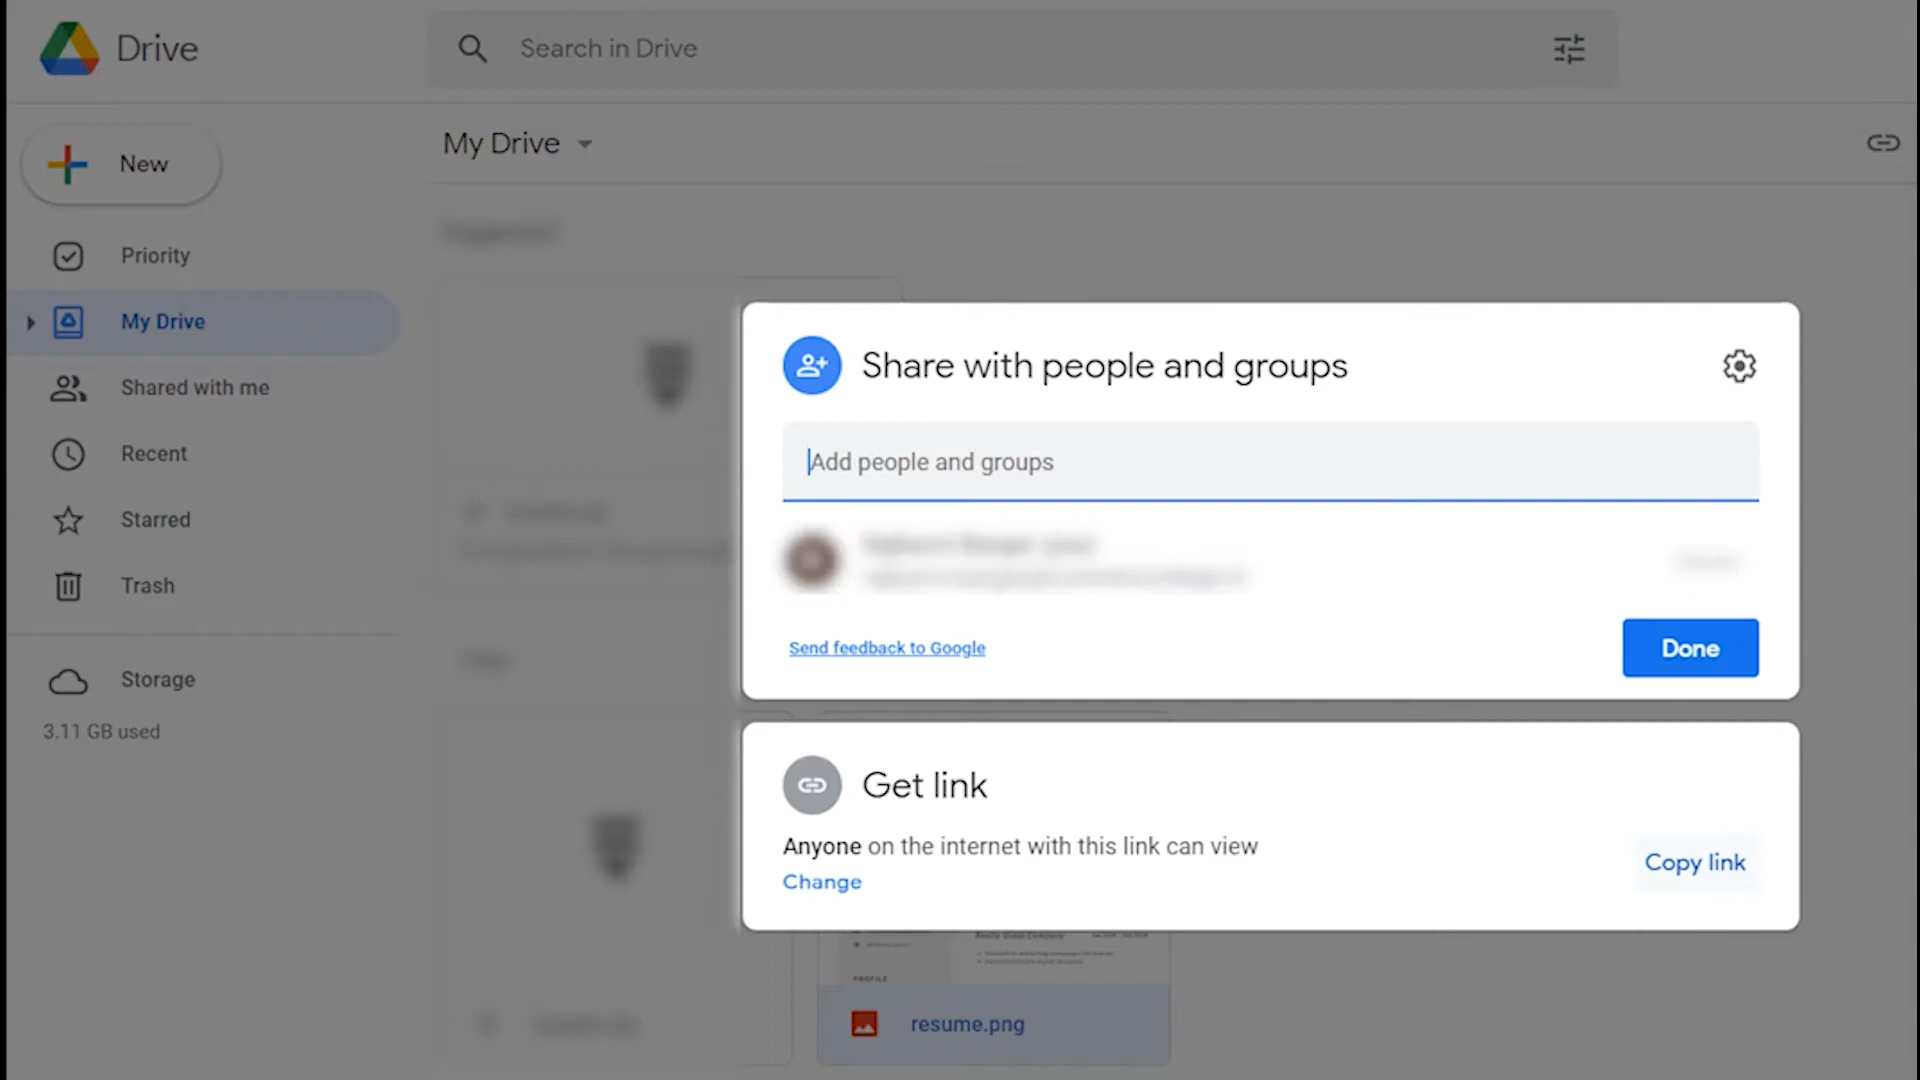 Drive
Search in Drive
My Drive
New
Priority
My Drive
Shared with me
Recent
Starred
Trash
Storage
3.11 GB used
Share with people and groups
Add people and groups
Send feedback to Google
Done
Get link
Anyone on the internet with this link can view
Change
Copy link
PROFILE
resume.png